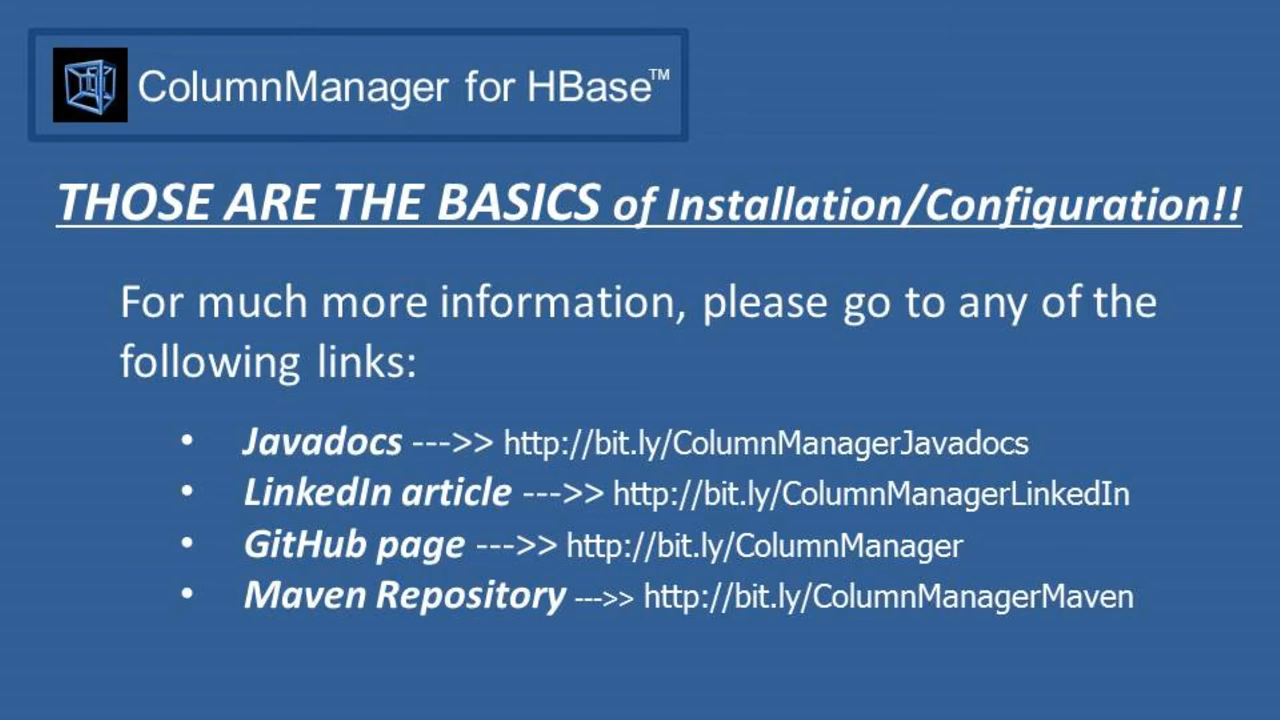 ColumnManager for HBase™
THOSE ARE THE BASICS of Installation/Configuration!!
For much more information, please go to any of the
following links:
• Javadocs --->> http://bit.ly/ColumnManagerJavadocs
• LinkedIn article --->> http://bit.ly/ColumnManagerLinkedIn
• GitHub page --->> http://bit.ly/ColumnManager
• Maven Repository --->> http://bit.ly/ColumnManagerMaven